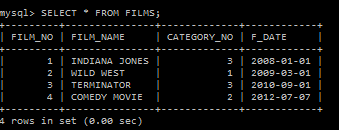 mysql> SELECT * FROM FILMS;
+---------+---------------+-------------+------------+
| FILM_NO | FILM_NAME | CATEGORY_NO | F_DATE |
+---------+---------------+-------------+------------+
| 1 | INDIANA JONES | 3 | 2008-01-01 |
| 2 | WILD WEST | 1 | 2009-03-01 |
| 3 | TERMINATOR | 3 | 2010-09-01 |
| 4 | COMEDY MOVIE | 2 | 2012-07-07 |
+---------+---------------+-------------+------------+
4 rows in set (0.00 sec)